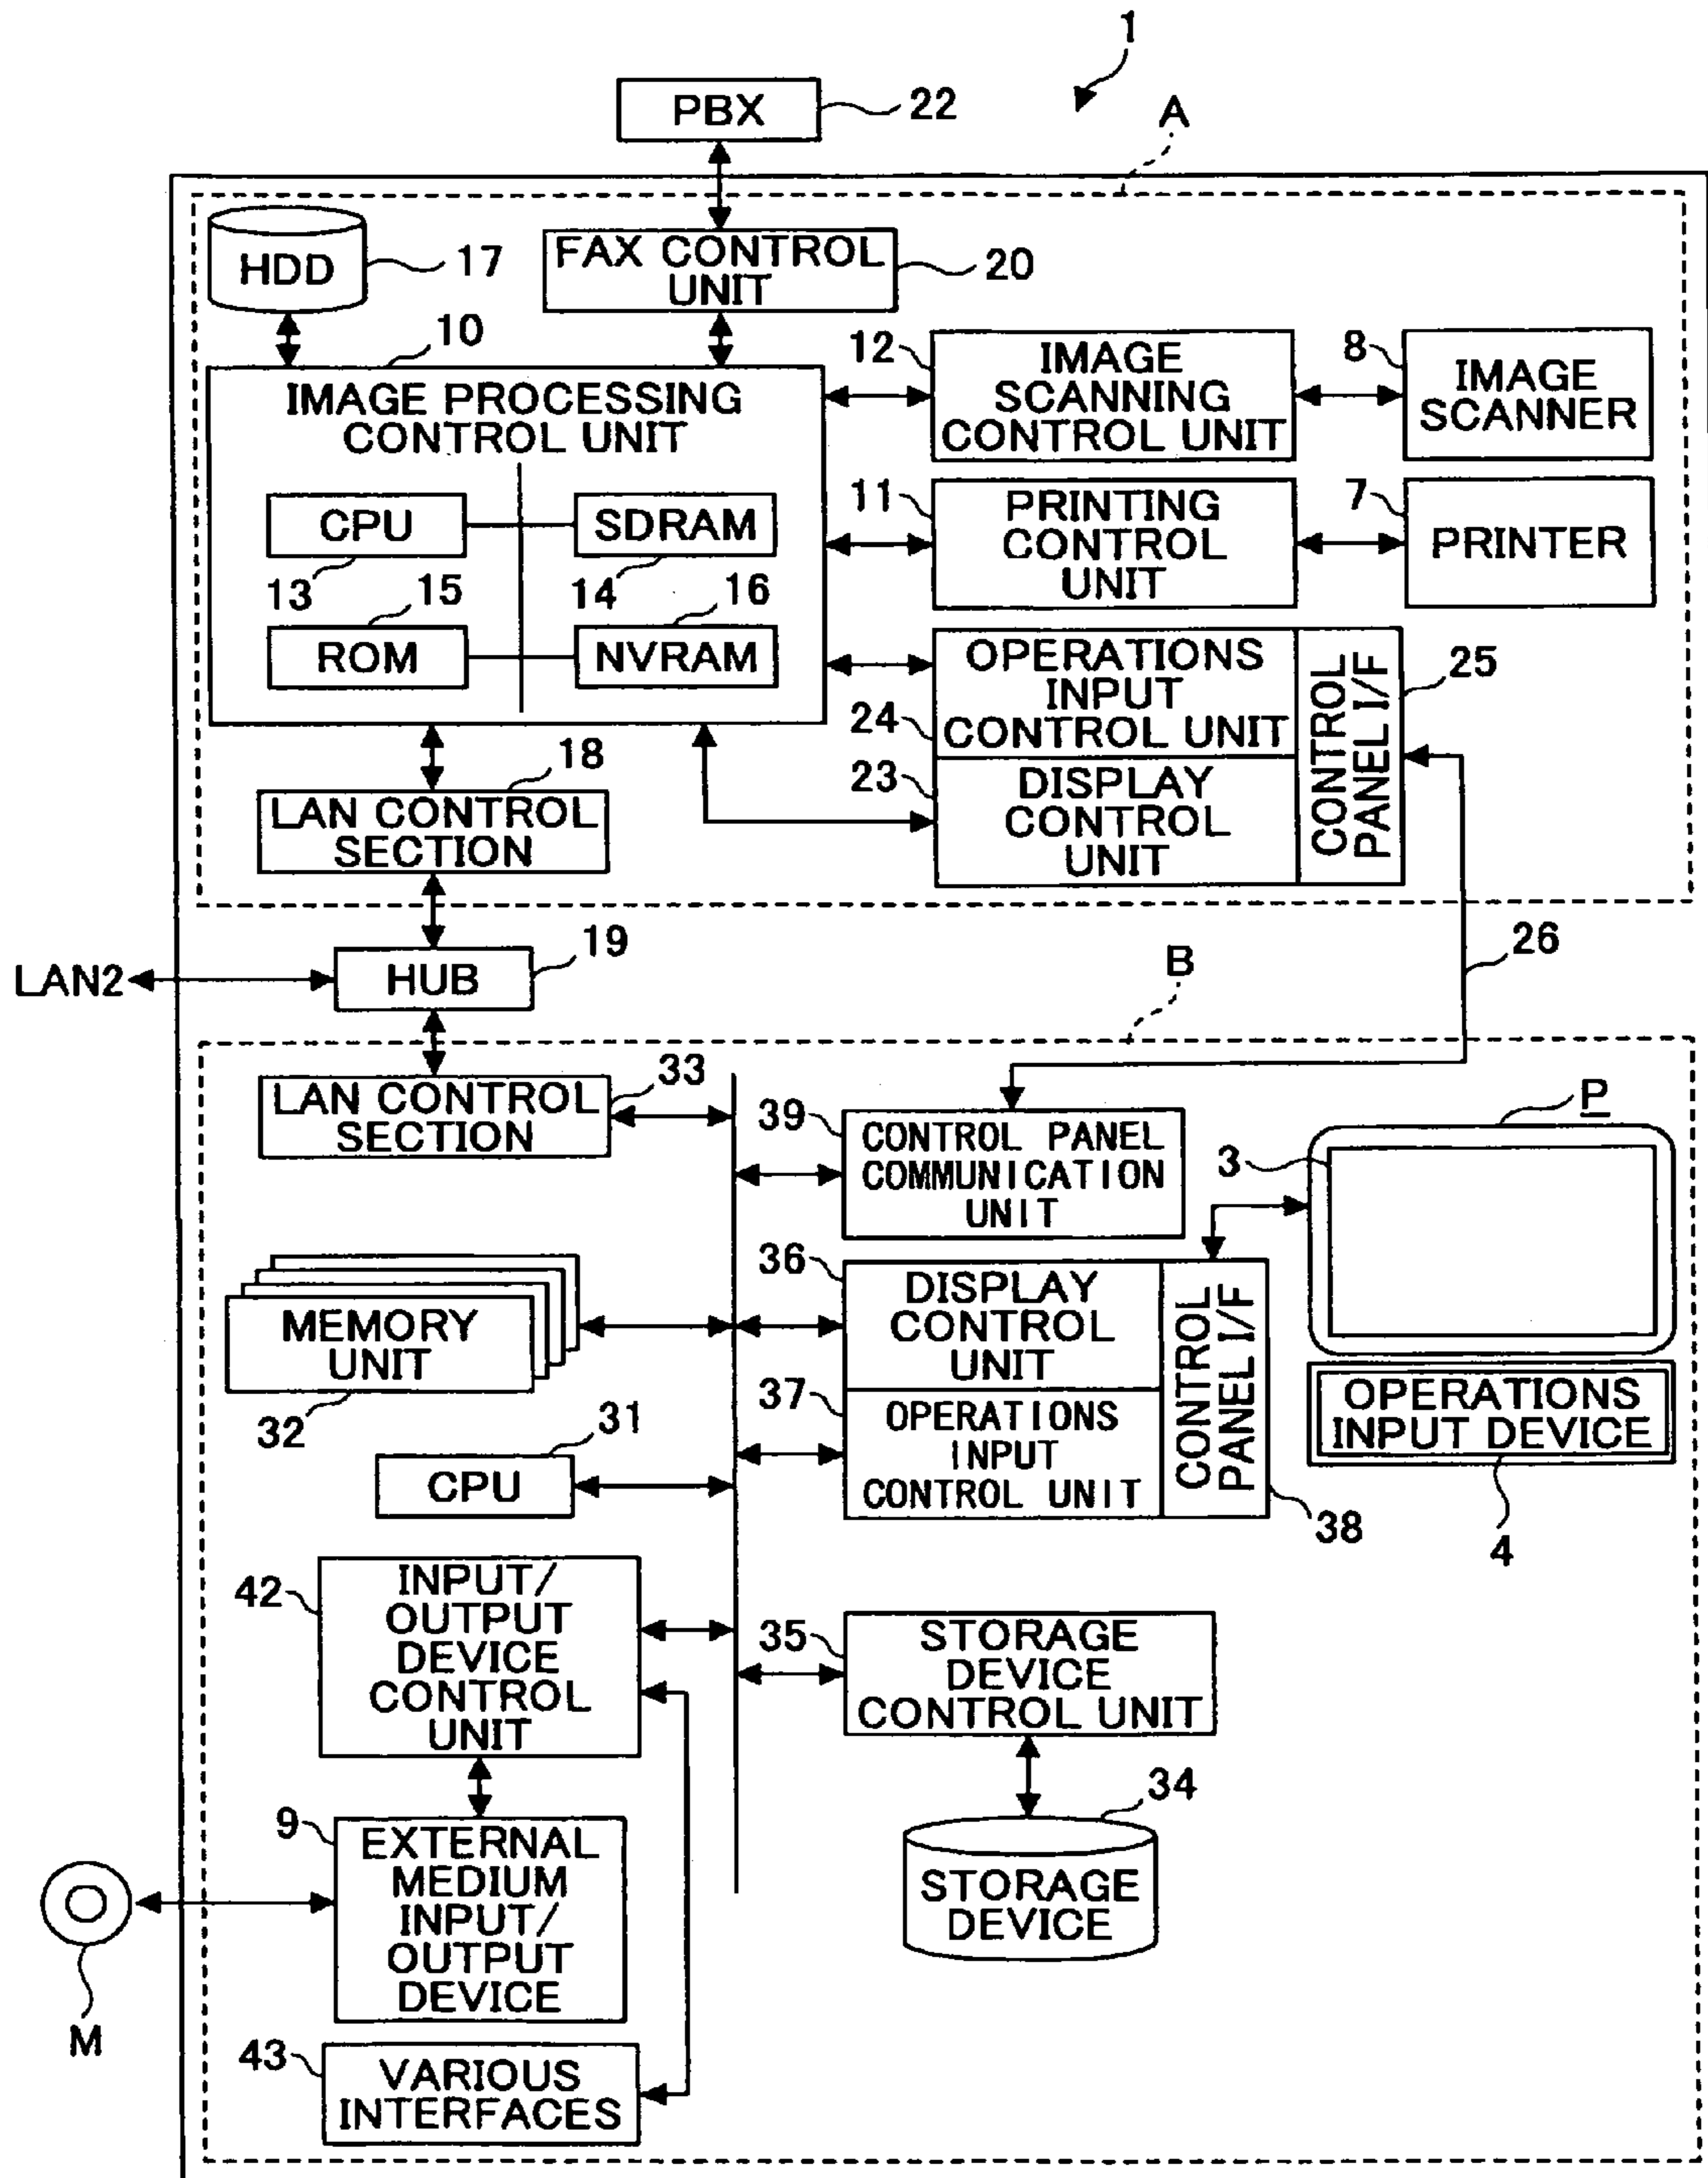 1
PBX
22
A
HDD
17
FAX CONTROL
UNIT
20
10
IMAGE PROCESSING
CONTROL UNIT
12
IMAGE
SCANNING
CONTROL UNIT
8
IMAGE
SCANNER
CPU
13
SDRAM
14
11
PRINTING
CONTROL
UNIT
7
PRINTER
15
ROM
16
NVRAM
OPERATIONS
INPUT
CONTROL UNIT
24
CONTROL
PANEL I/F
25
23
DISPLAY
CONTROL
UNIT
18
LAN CONTROL
SECTION
26
19
HUB
LAN2
B
33
LAN CONTROL
SECTION
39
CONTROL PANEL
COMMUNICATION
UNIT
P
3
36
DISPLAY
CONTROL
UNIT
CONTROL
PANEL I/F
MEMORY
UNIT
32
37
OPERATIONS
INPUT
CONTROL UNIT
38
OPERATIONS
INPUT DEVICE
4
31
CPU
42
INPUT/
OUTPUT
DEVICE
CONTROL
UNIT
35
STORAGE
DEVICE
CONTROL UNIT
34
STORAGE
DEVICE
9
EXTERNAL
MEDIUM
INPUT/
OUTPUT
DEVICE
M
43
VARIOUS
INTERFACES